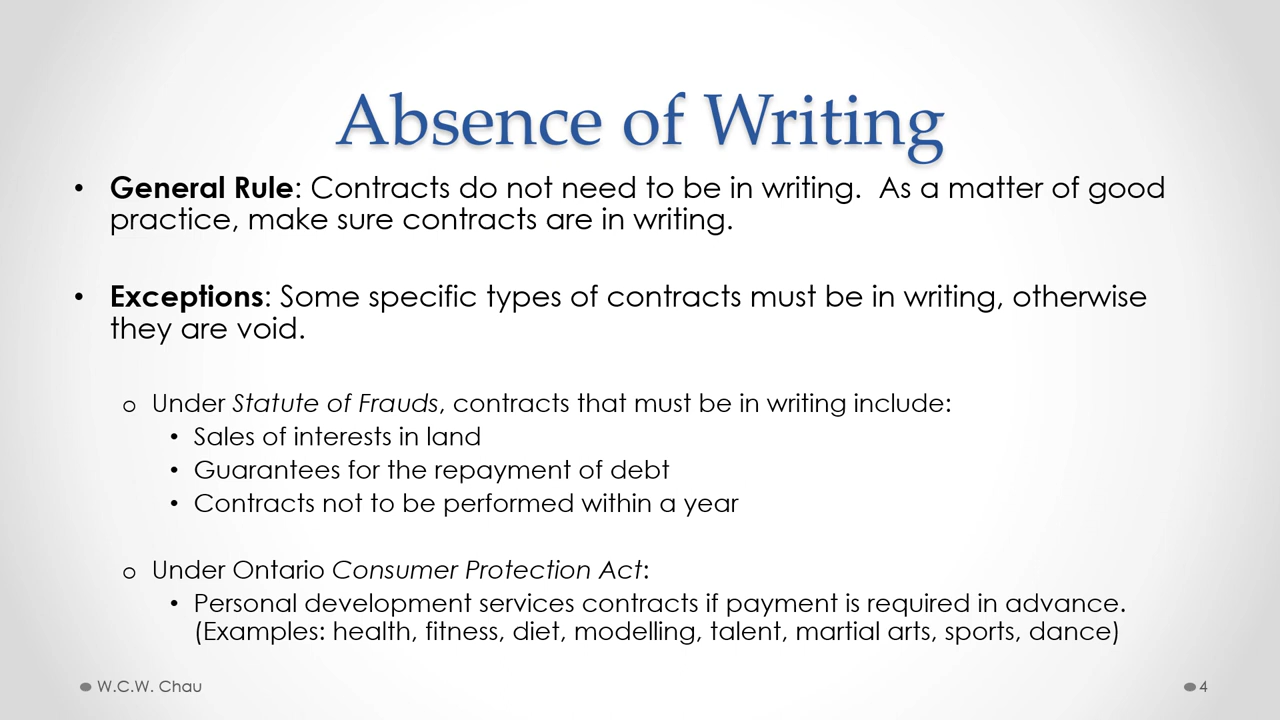 Absence of Writing
• General Rule: Contracts do not need to be in writing.  As a matter of good
practice, make sure contracts are in writing.
• Exceptions: Some specific types of contracts must be in writing, otherwise
they are void.
o Under Statute of Frauds, contracts that must be in writing include:
• Sales of interests in land
• Guarantees for the repayment of debt
• Contracts not to be performed within a year
o Under Ontario Consumer Protection Act:
• Personal development services contracts if payment is required in advance.
(Examples: health, fitness, diet, modelling, talent, martial arts, sports, dance)
W.C.W. Chau
4